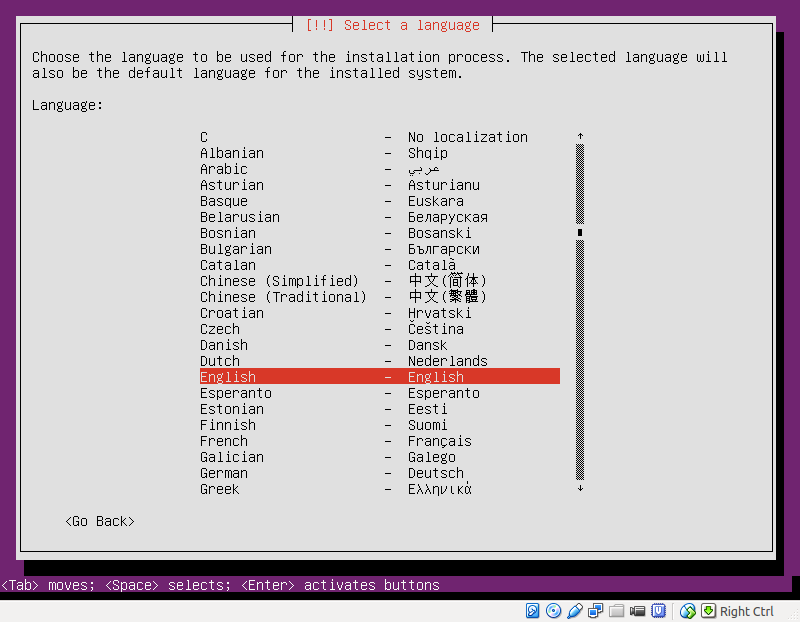 [!!] Select a language
Choose the language to be used for the installation process. The selected language will
also be the default language for the installed system.
Language:
C - No localization ↑
Albanian - Shqip
Arabic - عربي
Asturian - Asturianu
Basque - Euskara
Belarusian - Беларуская
Bosnian - Bosanski
Bulgarian - Български
Catalan - Català
Chinese (Simplified) - 中文(简体)
Chinese (Traditional) - 中文(繁體)
Croatian - Hrvatski
Czech - Čeština
Danish - Dansk
Dutch - Nederlands
English - English
Esperanto - Esperanto
Estonian - Eesti
Finnish - Suomi
French - Français
Galician - Galego
German - Deutsch
Greek - Ελληνικά ↓
<Go Back>
<Tab> moves; <Space> selects; <Enter> activates buttons
Right Ctrl